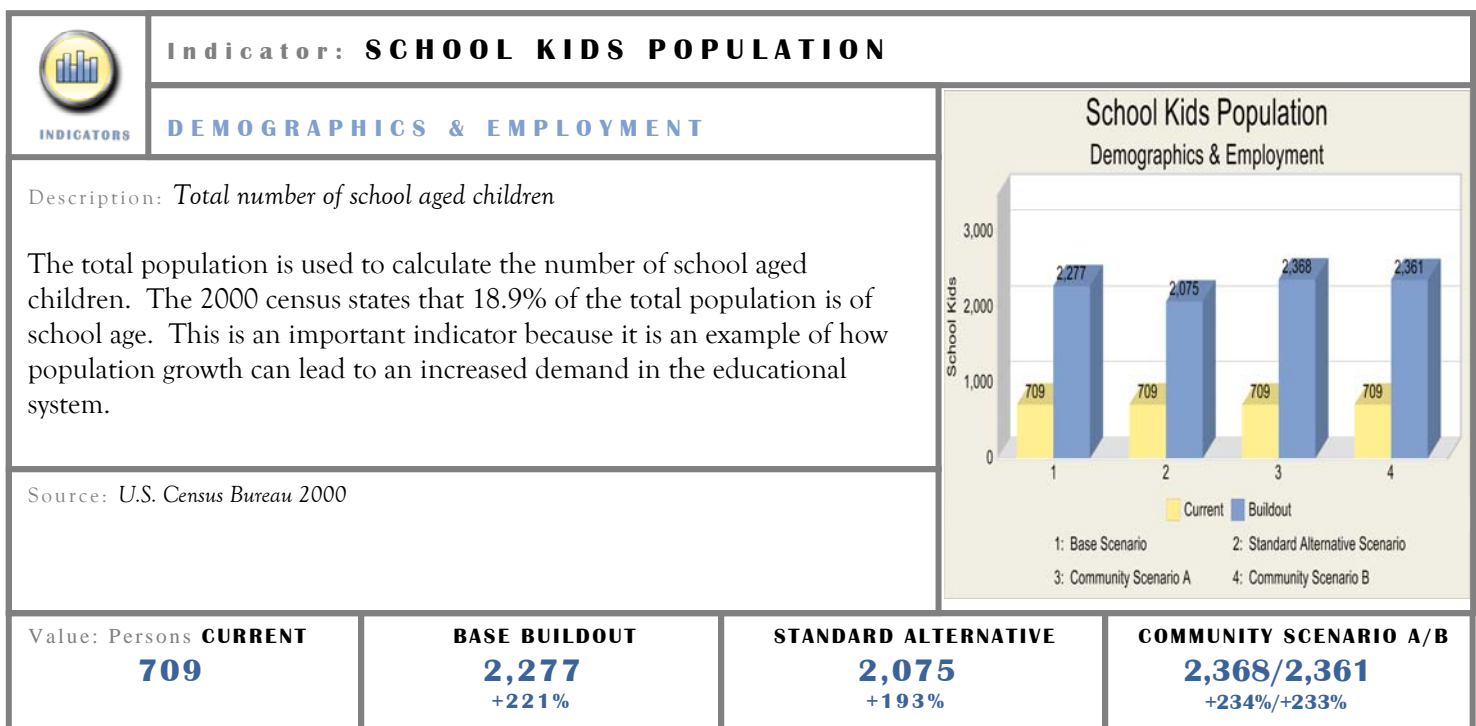 Indicator: SCHOOL KIDS POPULATION
INDICATORS
DEMOGRAPHICS & EMPLOYMENT
Description: Total number of school aged children
The total population is used to calculate the number of school aged
children. The 2000 census states that 18.9% of the total population is of
school age. This is an important indicator because it is an example of how
population growth can lead to an increased demand in the educational
system.
Source: U.S. Census Bureau 2000
School Kids Population
Demographics & Employment
School Kids
3,000
2,000
1,000
0
709 2,277 709 2,075 709 2,368 709 2,361
1 2 3 4
Current Buildout
1: Base Scenario 2: Standard Alternative Scenario
3: Community Scenario A 4: Community Scenario B
Value: Persons CURRENT
709
BASE BUILDOUT
2,277
+221%
STANDARD ALTERNATIVE
2,075
+193%
COMMUNITY SCENARIO A/B
2,368/2,361
+234%/+233%